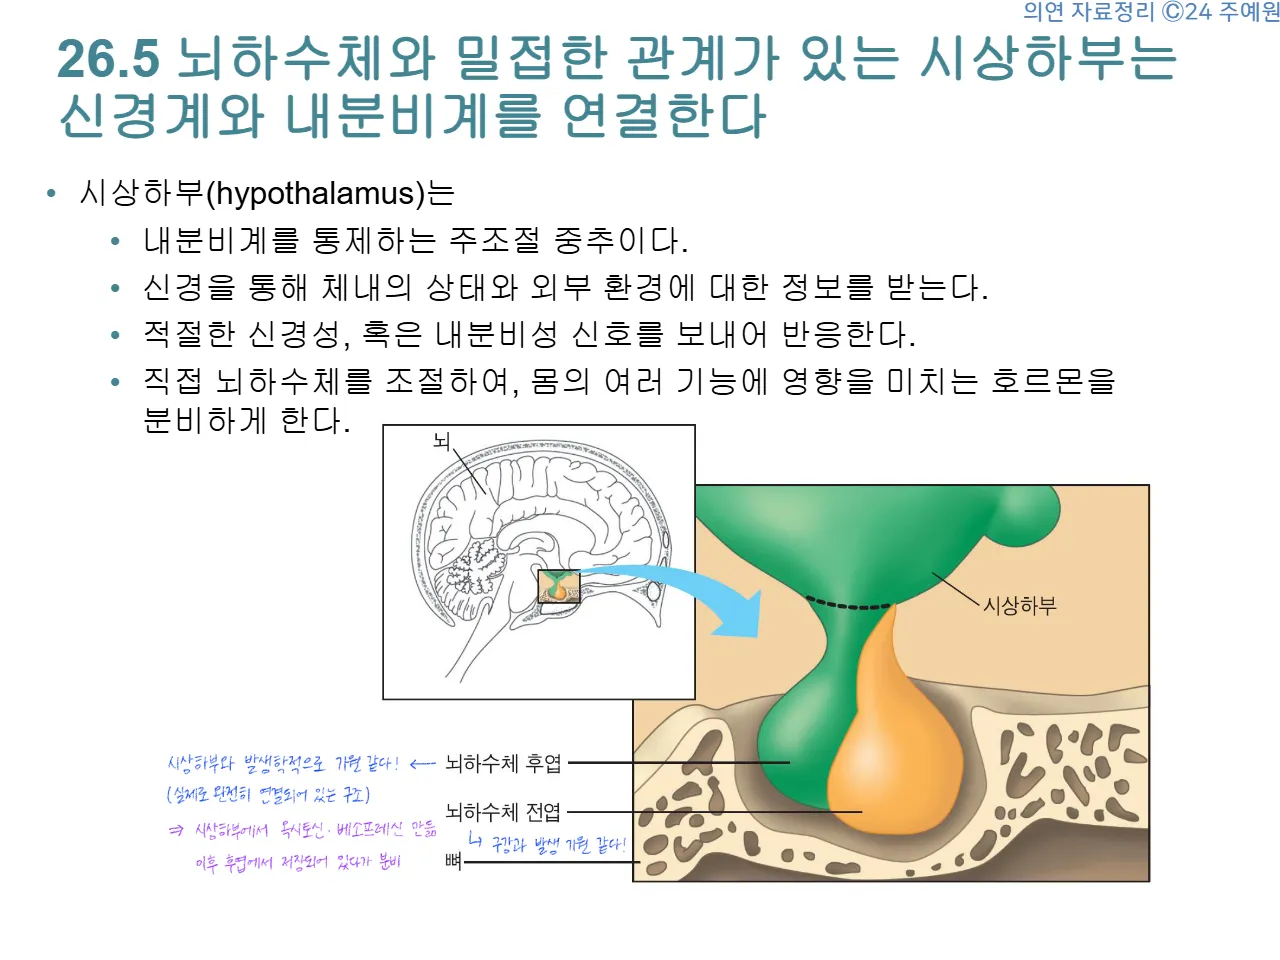 의연 자료정리 ©24 주예원
26.5 뇌하수체와 밀접한 관계가 있는 시상하부는
신경계와 내분비계를 연결한다
• 시상하부(hypothalamus)는
• 내분비계를 통제하는 주조절 중추이다.
• 신경을 통해 체내의 상태와 외부 환경에 대한 정보를 받는다.
• 적절한 신경성, 혹은 내분비성 신호를 보내어 반응한다.
• 직접 뇌하수체를 조절하여, 몸의 여러 기능에 영향을 미치는 호르몬을
분비하게 한다.
뇌
시상하부
시상하부와 발생학적으로 기원 같다! ← 뇌하수체 후엽
(실제로 완전히 연결되어 있는 구조)
뇌하수체 전엽
⇒ 시상하부에서 옥시토신·베소프레신 만듦
↳ 구강과 발생 기원 같다!
이후 후엽에서 저장되어 있다가 분비
뼈